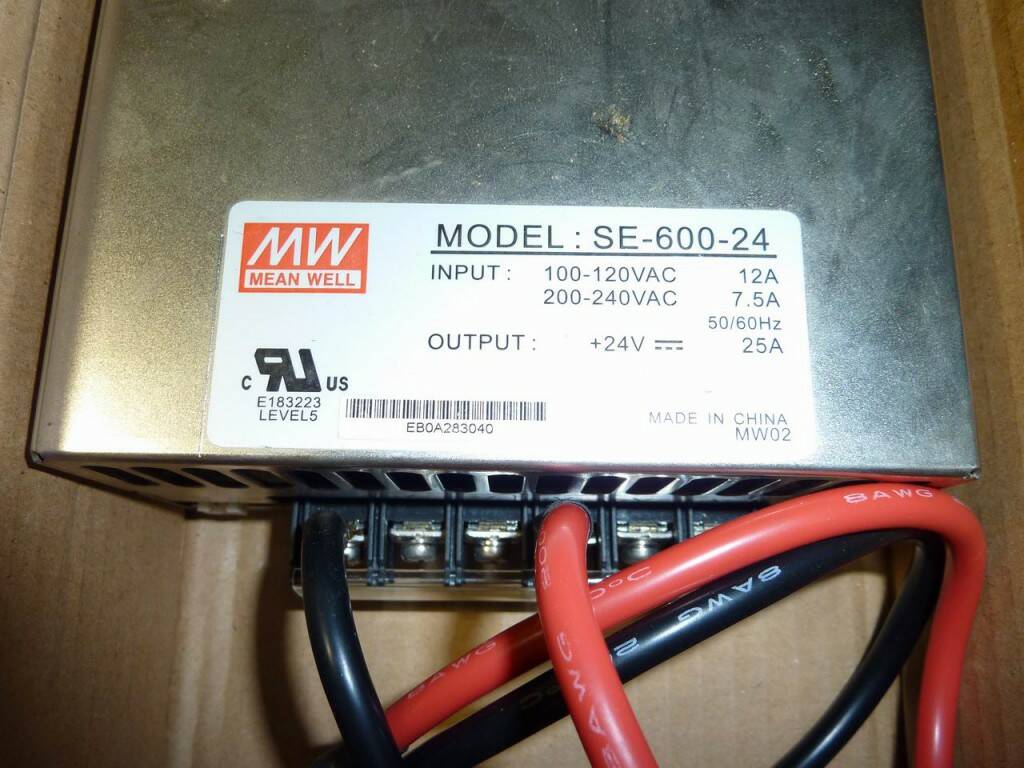 MW
MEAN WELL
MODEL : SE-600-24
INPUT : 100-120VAC 12A
200-240VAC 7.5A
50/60Hz
OUTPUT : +24V 25A
C US
E183223
LEVEL5
EB0A283040
MADE IN CHINA
MW02
8AWG
8AWG 2
8AWG